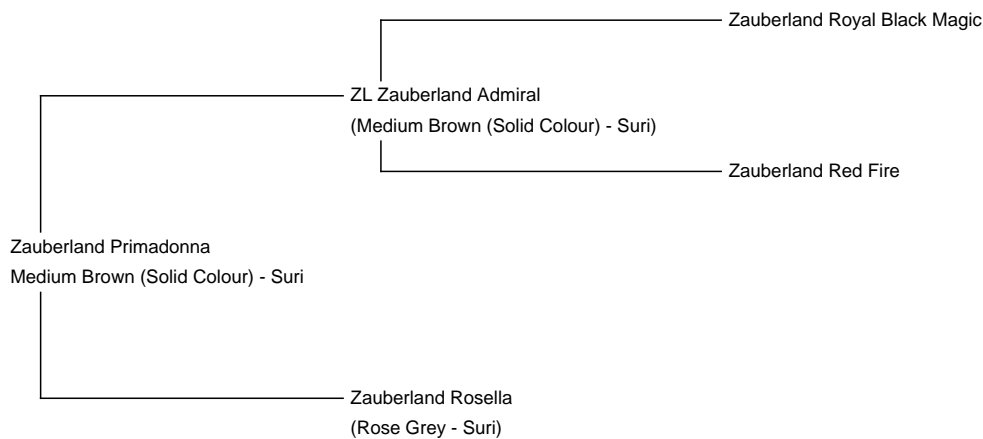 Zauberland Royal Black Magic
ZL Zauberland Admiral
(Medium Brown (Solid Colour) - Suri)
Zauberland Red Fire
Zauberland Primadonna
Medium Brown (Solid Colour) - Suri
Zauberland Rosella
(Rose Grey - Suri)